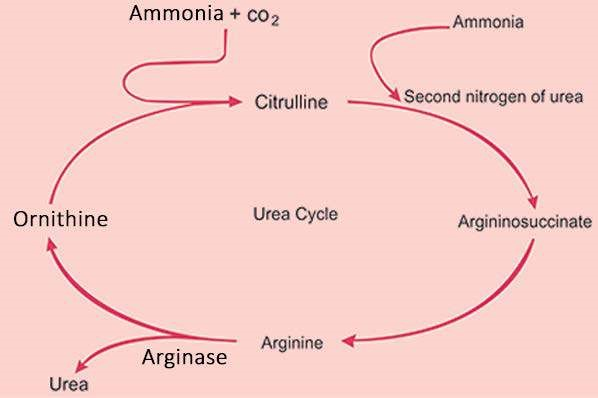 Ammonia + CO₂
Ammonia
Citrulline
Second nitrogen of urea
Ornithine
Urea Cycle
Argininosuccinate
Arginase
Arginine
Urea